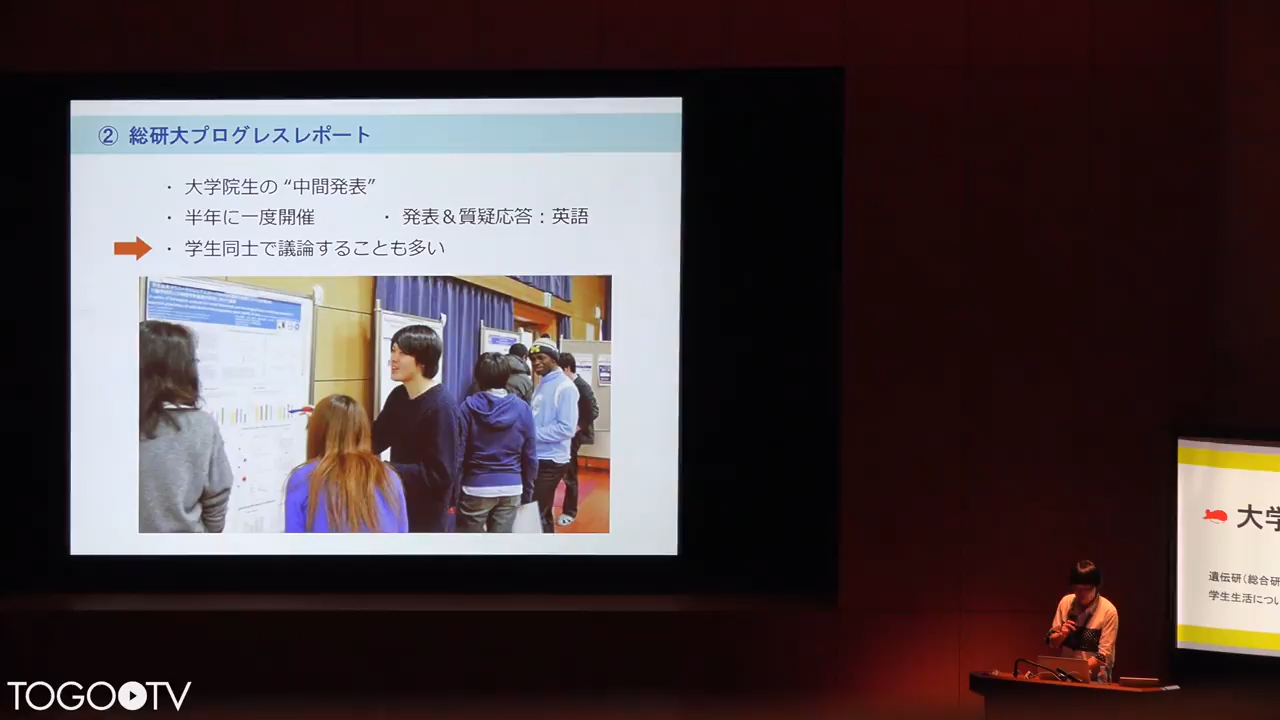 ② 総研大プログレスレポート
・ 大学院生の “中間発表”
・ 半年に一度開催 ・ 発表＆質疑応答：英語
・ 学生同士で議論することも多い
大学
遺伝研（総合研
学生生活につい
TOGO TV